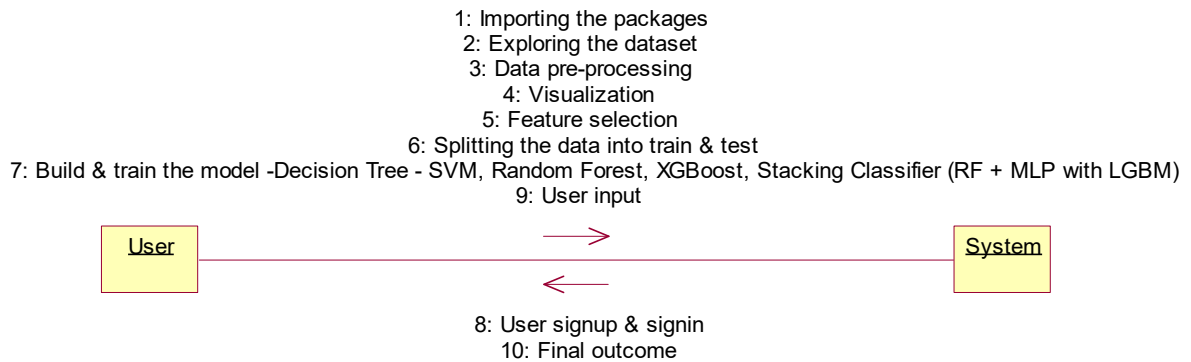 1: Importing the packages
2: Exploring the dataset
3: Data pre-processing
4: Visualization
5: Feature selection
6: Splitting the data into train & test
7: Build & train the model -Decision Tree - SVM, Random Forest, XGBoost, Stacking Classifier (RF + MLP with LGBM)
9: User input
User
System
8: User signup & signin
10: Final outcome